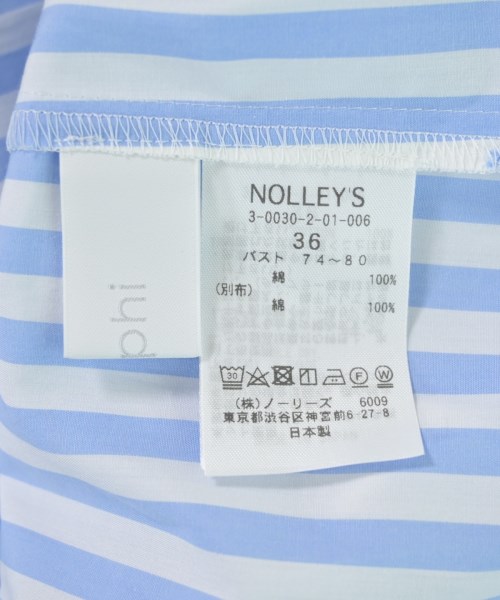 NOLLEY'S
3-0030-2-01-006
36
バスト 74～80
綿 100%
(別布)
綿 100%
30 F W
(株)ノーリーズ 6009
東京都渋谷区神宮前6-27-8
日本製
phi